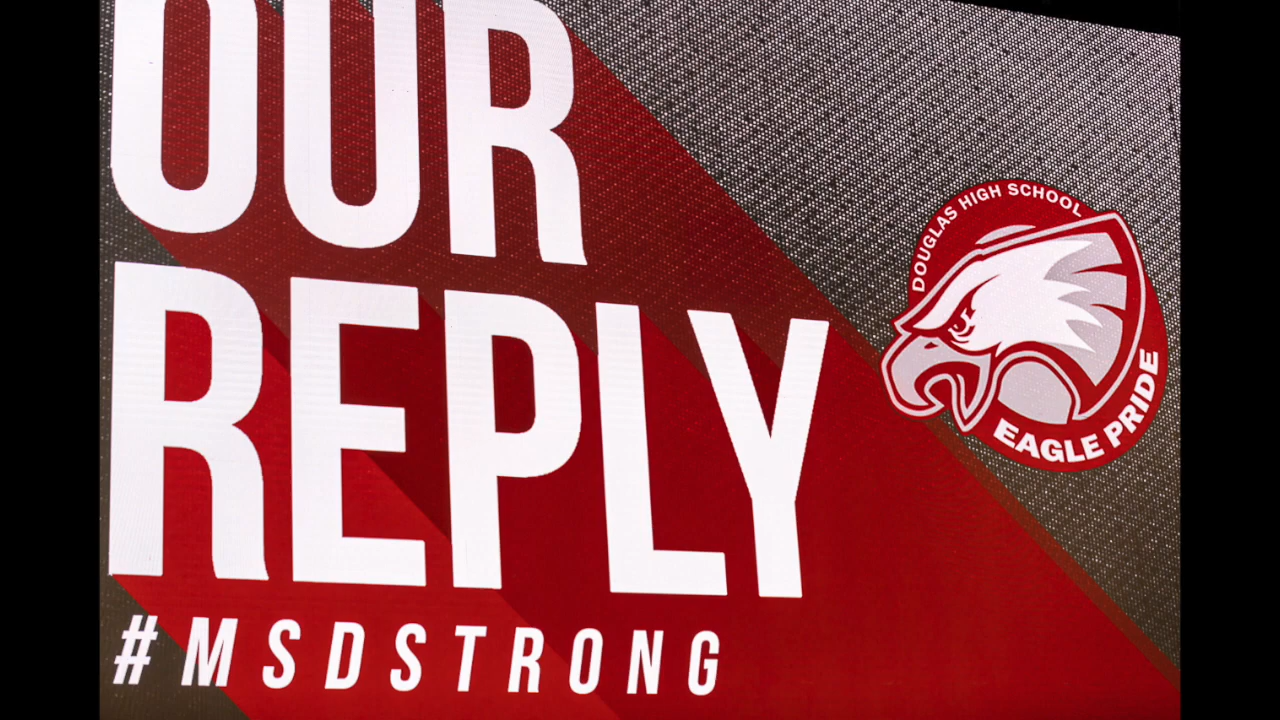 OUR
REPLY
#MSDSTRONG
DOUGLAS HIGH SCHOOL
EAGLE PRIDE